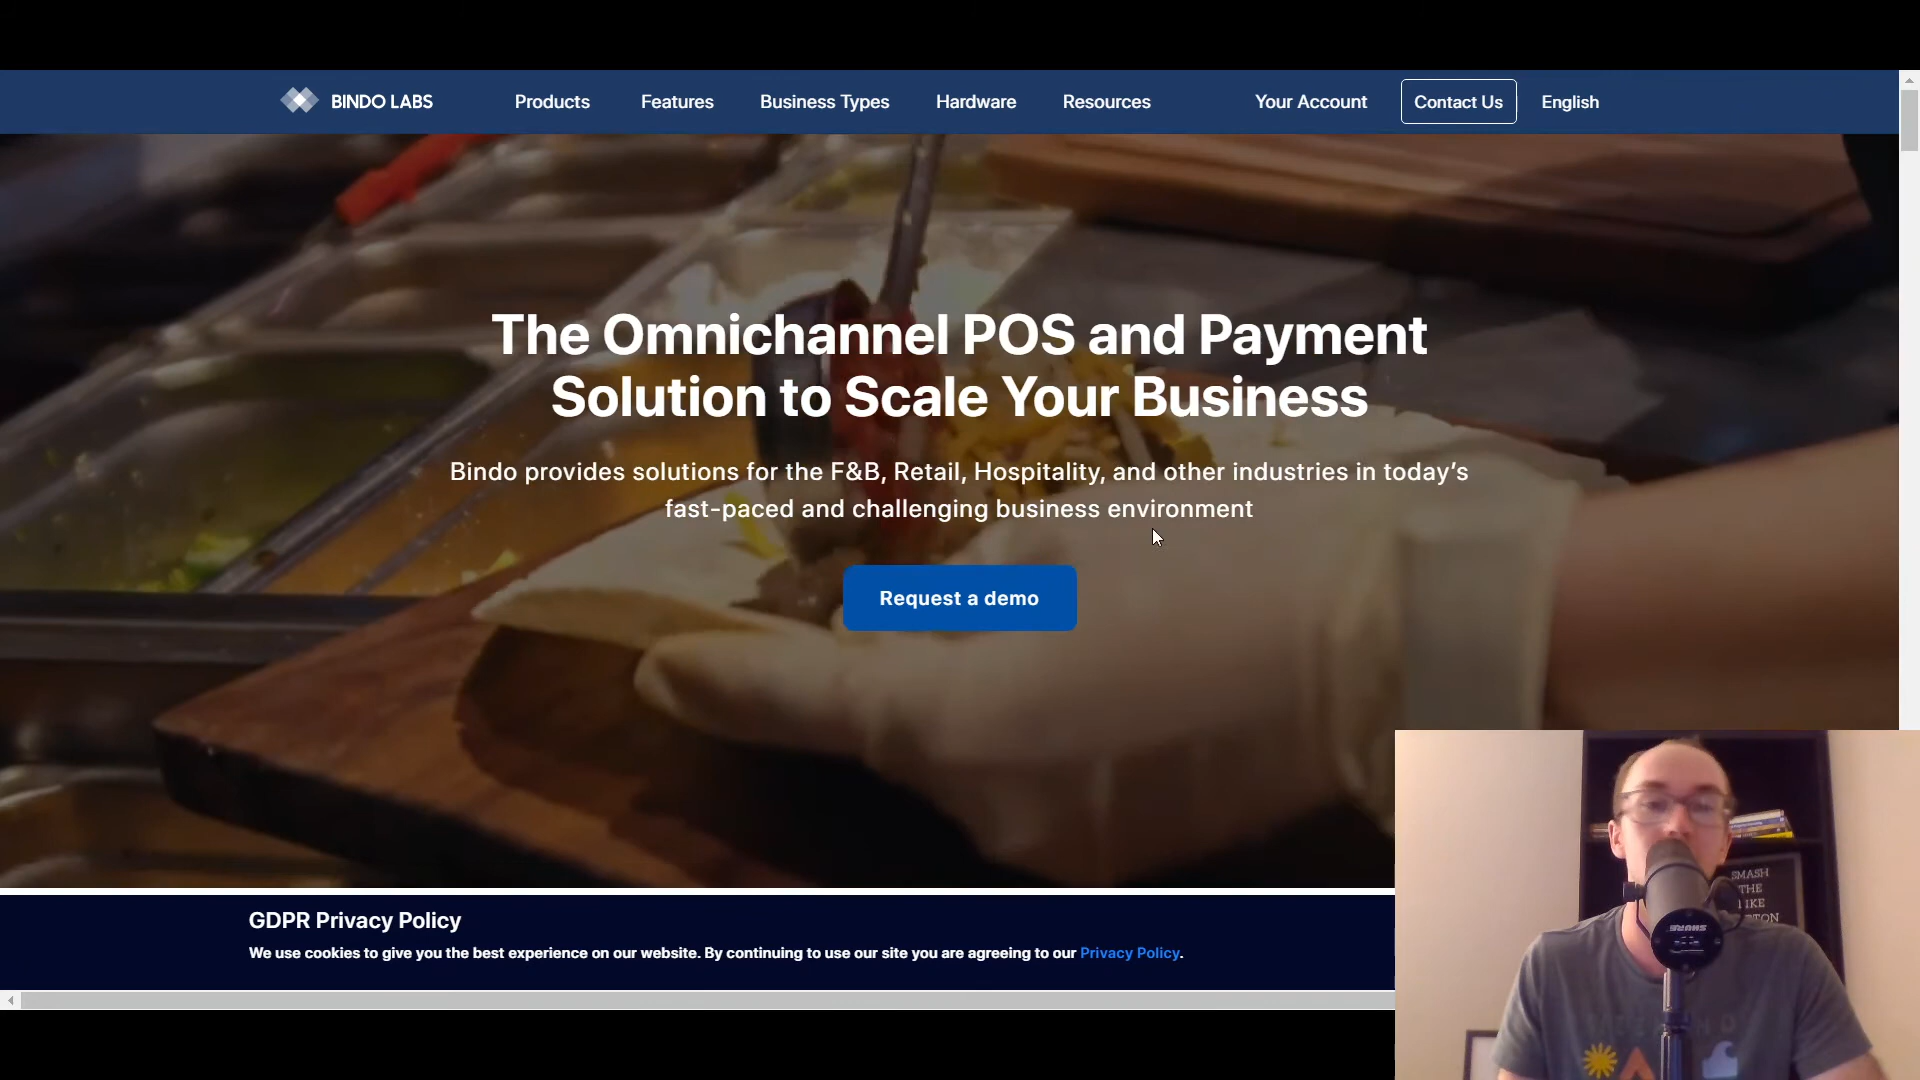 BINDO LABS
Products
Features
Business Types
Hardware
Resources
Your Account
Contact Us
English
The Omnichannel POS and Payment
Solution to Scale Your Business
Bindo provides solutions for the F&B, Retail, Hospitality, and other industries in today's
fast-paced and challenging business environment
Request a demo
GDPR Privacy Policy
We use cookies to give you the best experience on our website. By continuing to use our site you are agreeing to our Privacy Policy.
SMASH
THE
SHURE